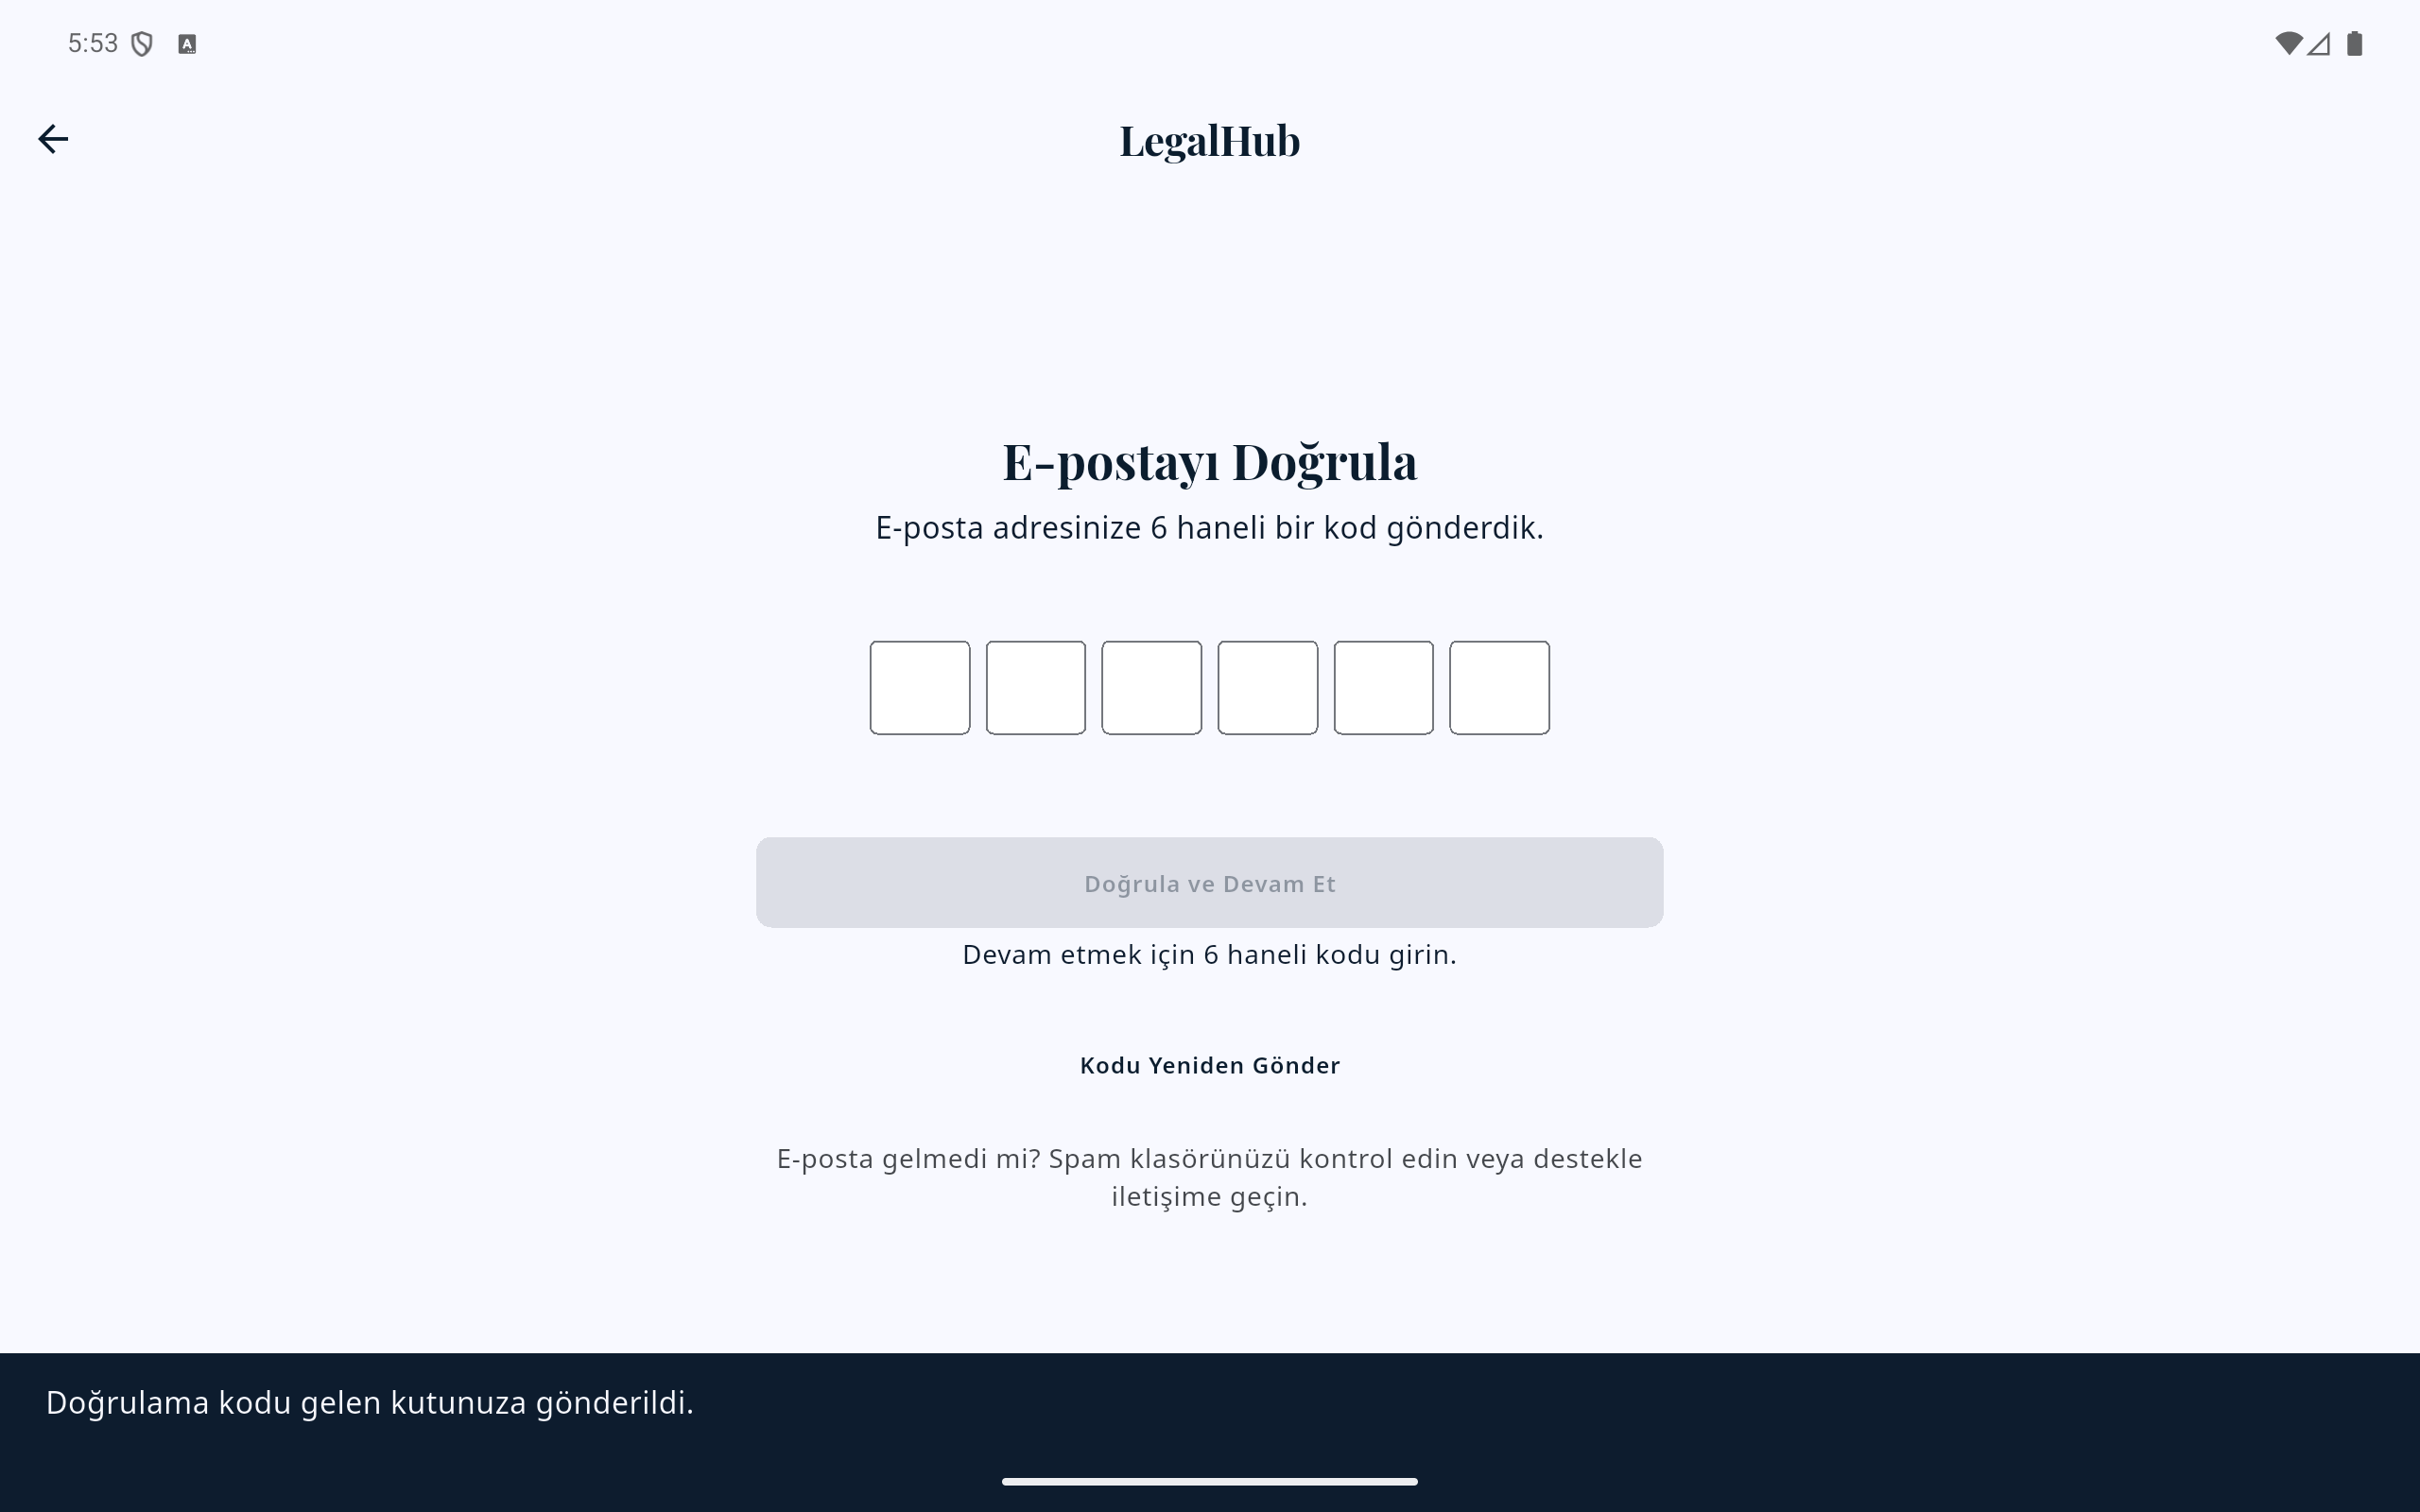 5:53
LegalHub
E-postayı Doğrula
E-posta adresinize 6 haneli bir kod gönderdik.
Doğrula ve Devam Et
Devam etmek için 6 haneli kodu girin.
Kodu Yeniden Gönder
E-posta gelmedi mi? Spam klasörünüzü kontrol edin veya destekle
iletişime geçin.
Doğrulama kodu gelen kutunuza gönderildi.